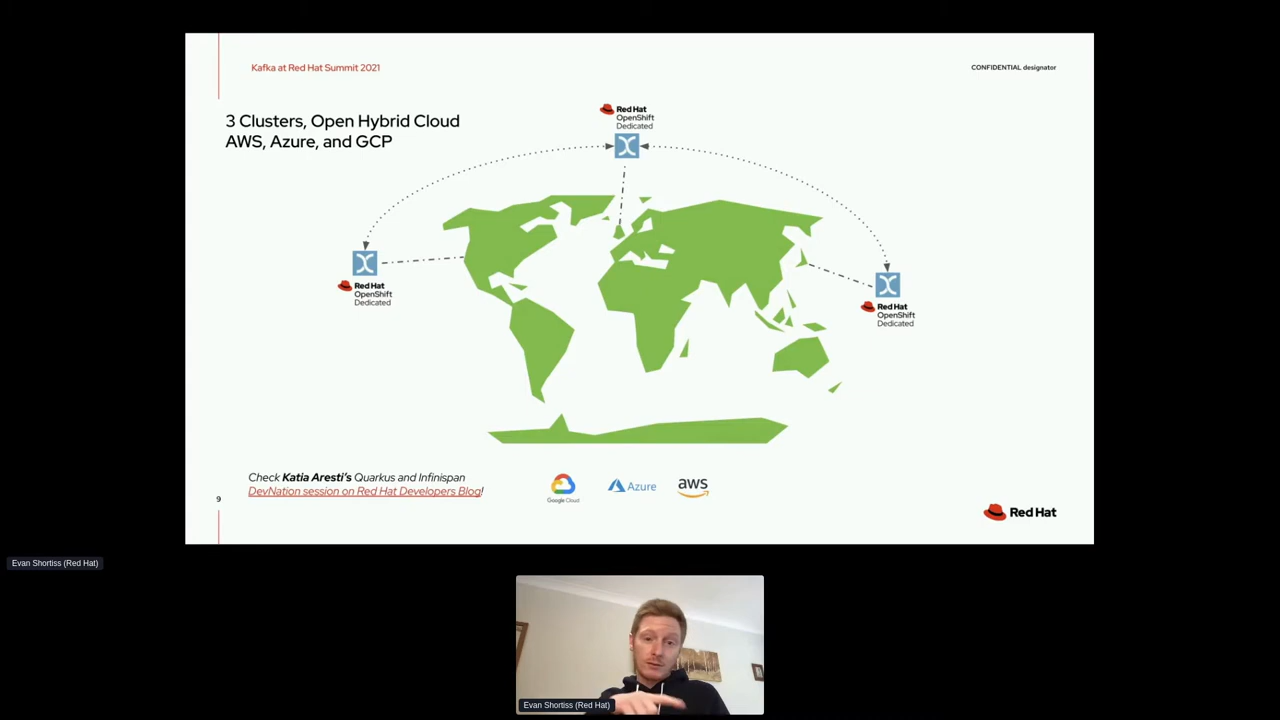 Kafka at Red Hat Summit 2021
CONFIDENTIAL designator
3 Clusters, Open Hybrid Cloud
AWS, Azure, and GCP
Red Hat
OpenShift
Dedicated
Red Hat
OpenShift
Dedicated
Red Hat
OpenShift
Dedicated
Check Katia Aresti's Quarkus and Infinispan
DevNation session on Red Hat Developers Blog!
Google Cloud
Azure
aws
9
Red Hat
Evan Shortiss (Red Hat)
Evan Shortiss (Red Hat)